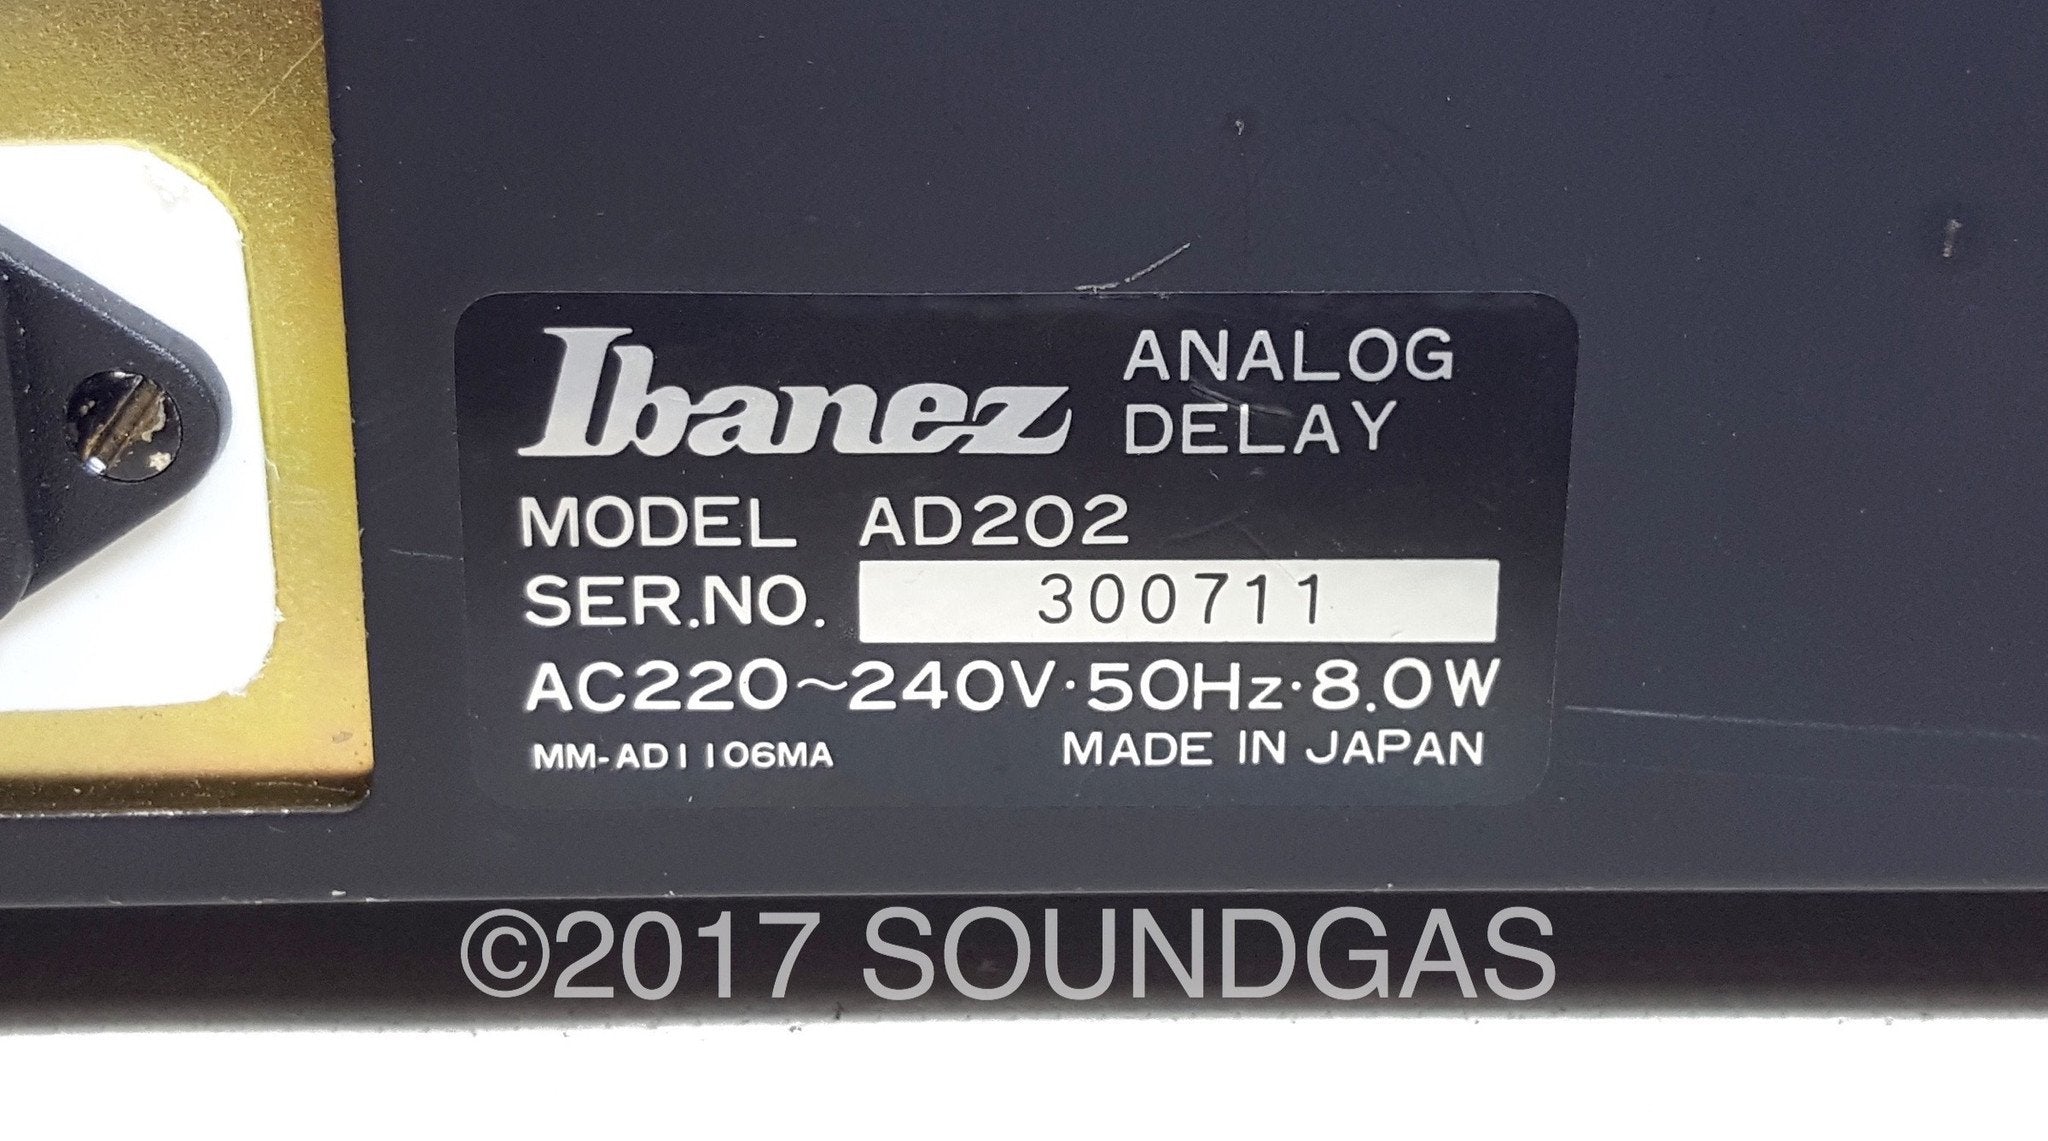 Ibanez ANALOG
DELAY
MODEL AD202
SER.NO. 300711
AC220~240V·50Hz·8.0W
MM-AD1106MA MADE IN JAPAN
©2017 SOUNDGAS